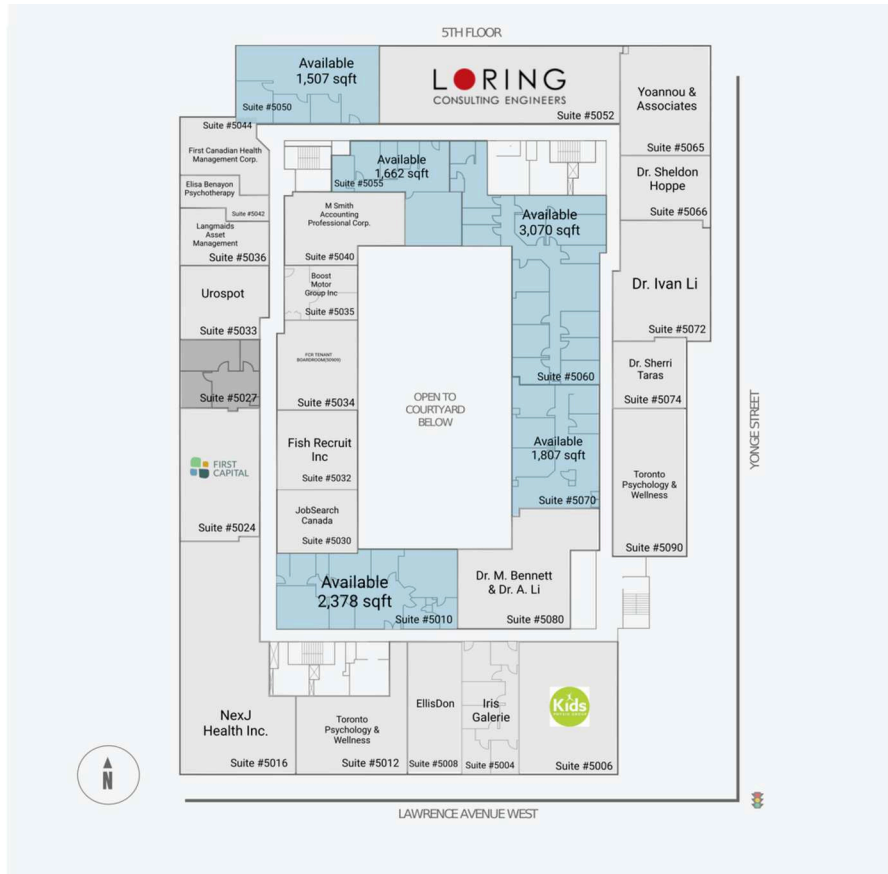 5TH FLOOR
Available
1,507 sqft
Suite #5050
LORING
CONSULTING ENGINEERS
Suite #5052
Yoannou &
Associates
Suite #5065
Suite #5044
First Canadian Health
Management Corp.
Elisa Benayon
Psychotherapy
Suite #5042
Langmaids
Asset
Management
Suite #5036
Available
1,662 sqft
Suite #5055
Dr. Sheldon
Hoppe
Suite #5066
M Smith
Accounting
Professional Corp.
Suite #5040
Available
3,070 sqft
Suite #5060
Dr. Ivan Li
Suite #5072
Urospot
Suite #5033
Boost
Motor
Group Inc
Suite #5035
FCR TENANT
BOARDROOM(50909)
Suite #5034
Dr. Sherri
Taras
Suite #5074
Suite #5027
OPEN TO
COURTYARD
BELOW
YONGE STREET
Fish Recruit
Inc
Suite #5032
Available
1,807 sqft
Suite #5070
FIRST
CAPITAL
Suite #5024
Toronto
Psychology &
Wellness
Suite #5090
JobSearch
Canada
Suite #5030
Available
2,378 sqft
Suite #5010
Dr. M. Bennett
& Dr. A. Li
Suite #5080
NexJ
Health Inc.
Suite #5016
Toronto
Psychology &
Wellness
Suite #5012
EllisDon
Suite #5008
Iris
Galerie
Suite #5004
Kids
Suite #5006
N
LAWRENCE AVENUE WEST